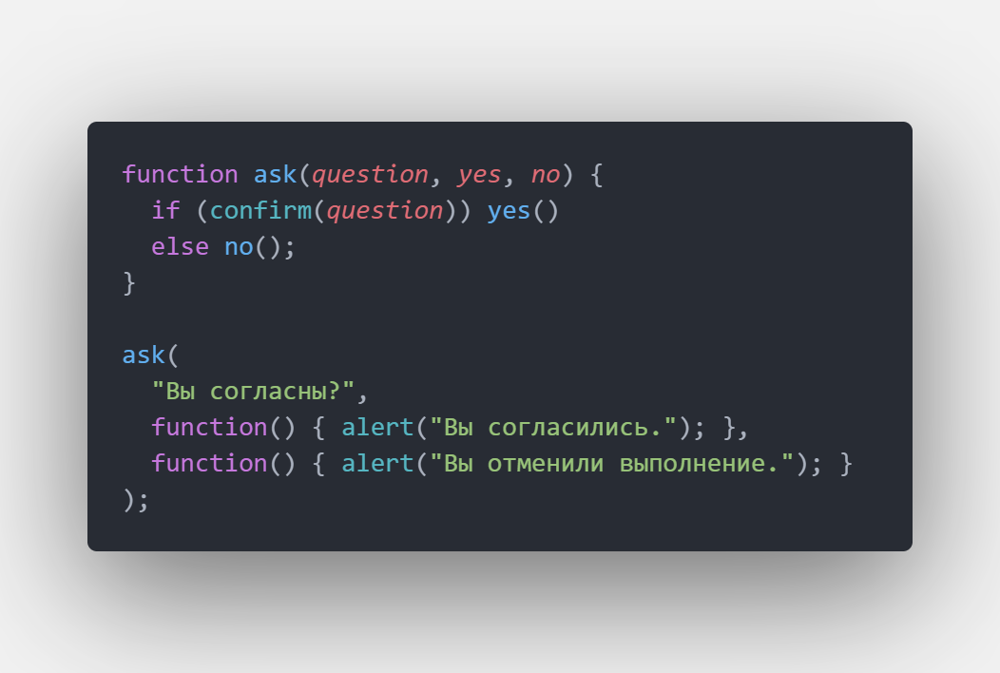 function ask(question, yes, no) {
  if (confirm(question)) yes()
  else no();
}

ask(
  "Вы согласны?",
  function() { alert("Вы согласились."); },
  function() { alert("Вы отменили выполнение."); }
);